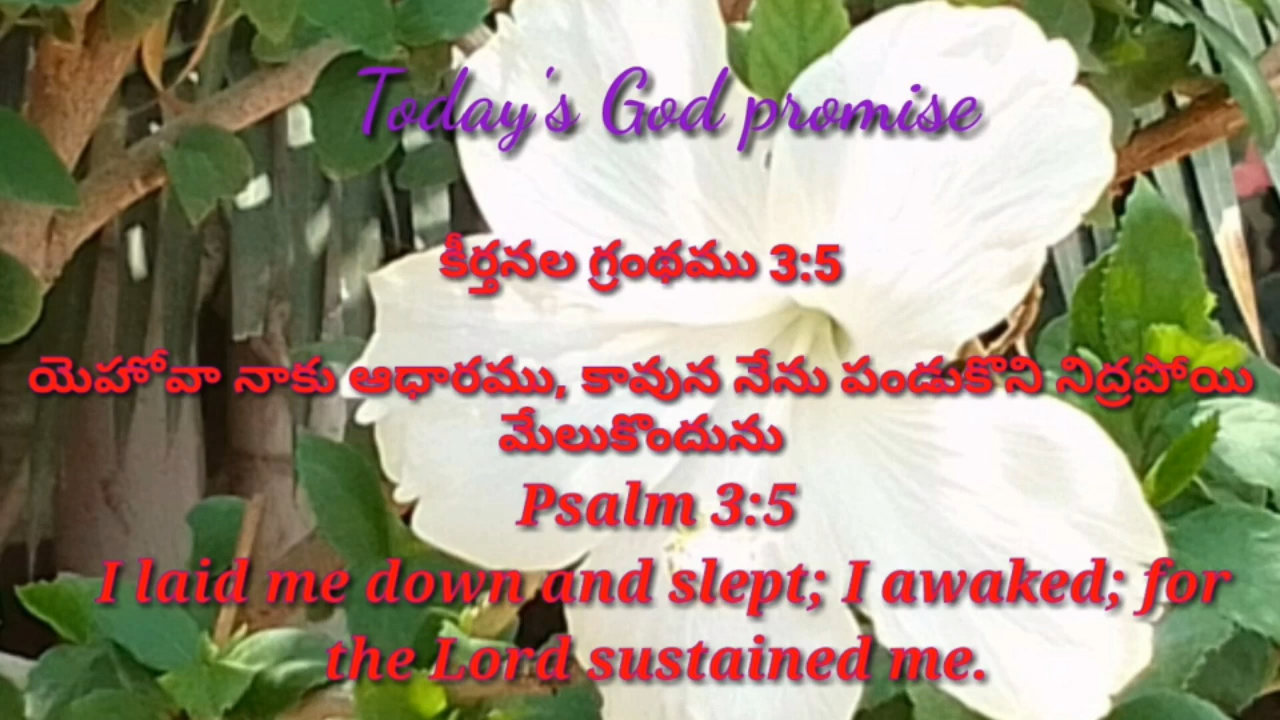 Today's God promise
కీర్తనల గ్రంథము 3:5
యెహోవా నాకు ఆధారము, కావున నేను పండుకొని నిద్రపోయి
మేలుకొందును
Psalm 3:5
I laid me down and slept; I awaked; for
the Lord sustained me.